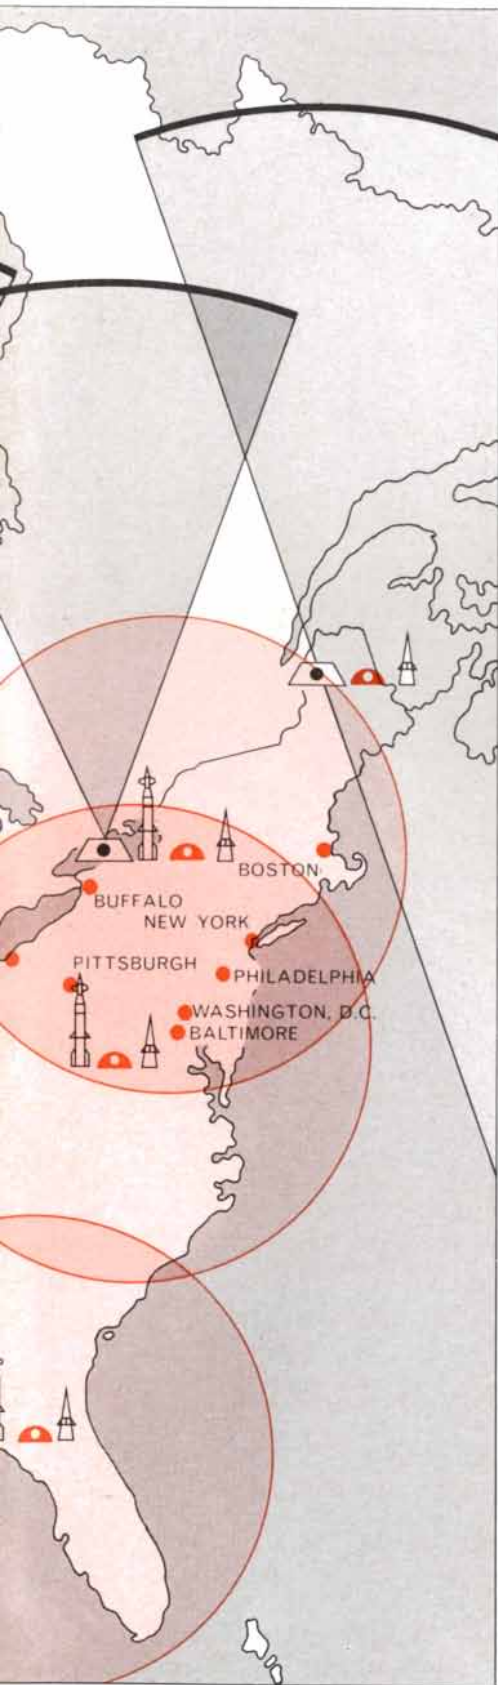 BOSTON
BUFFALO
NEW YORK
PITTSBURGH
PHILADELPHIA
WASHINGTON, D.C.
BALTIMORE